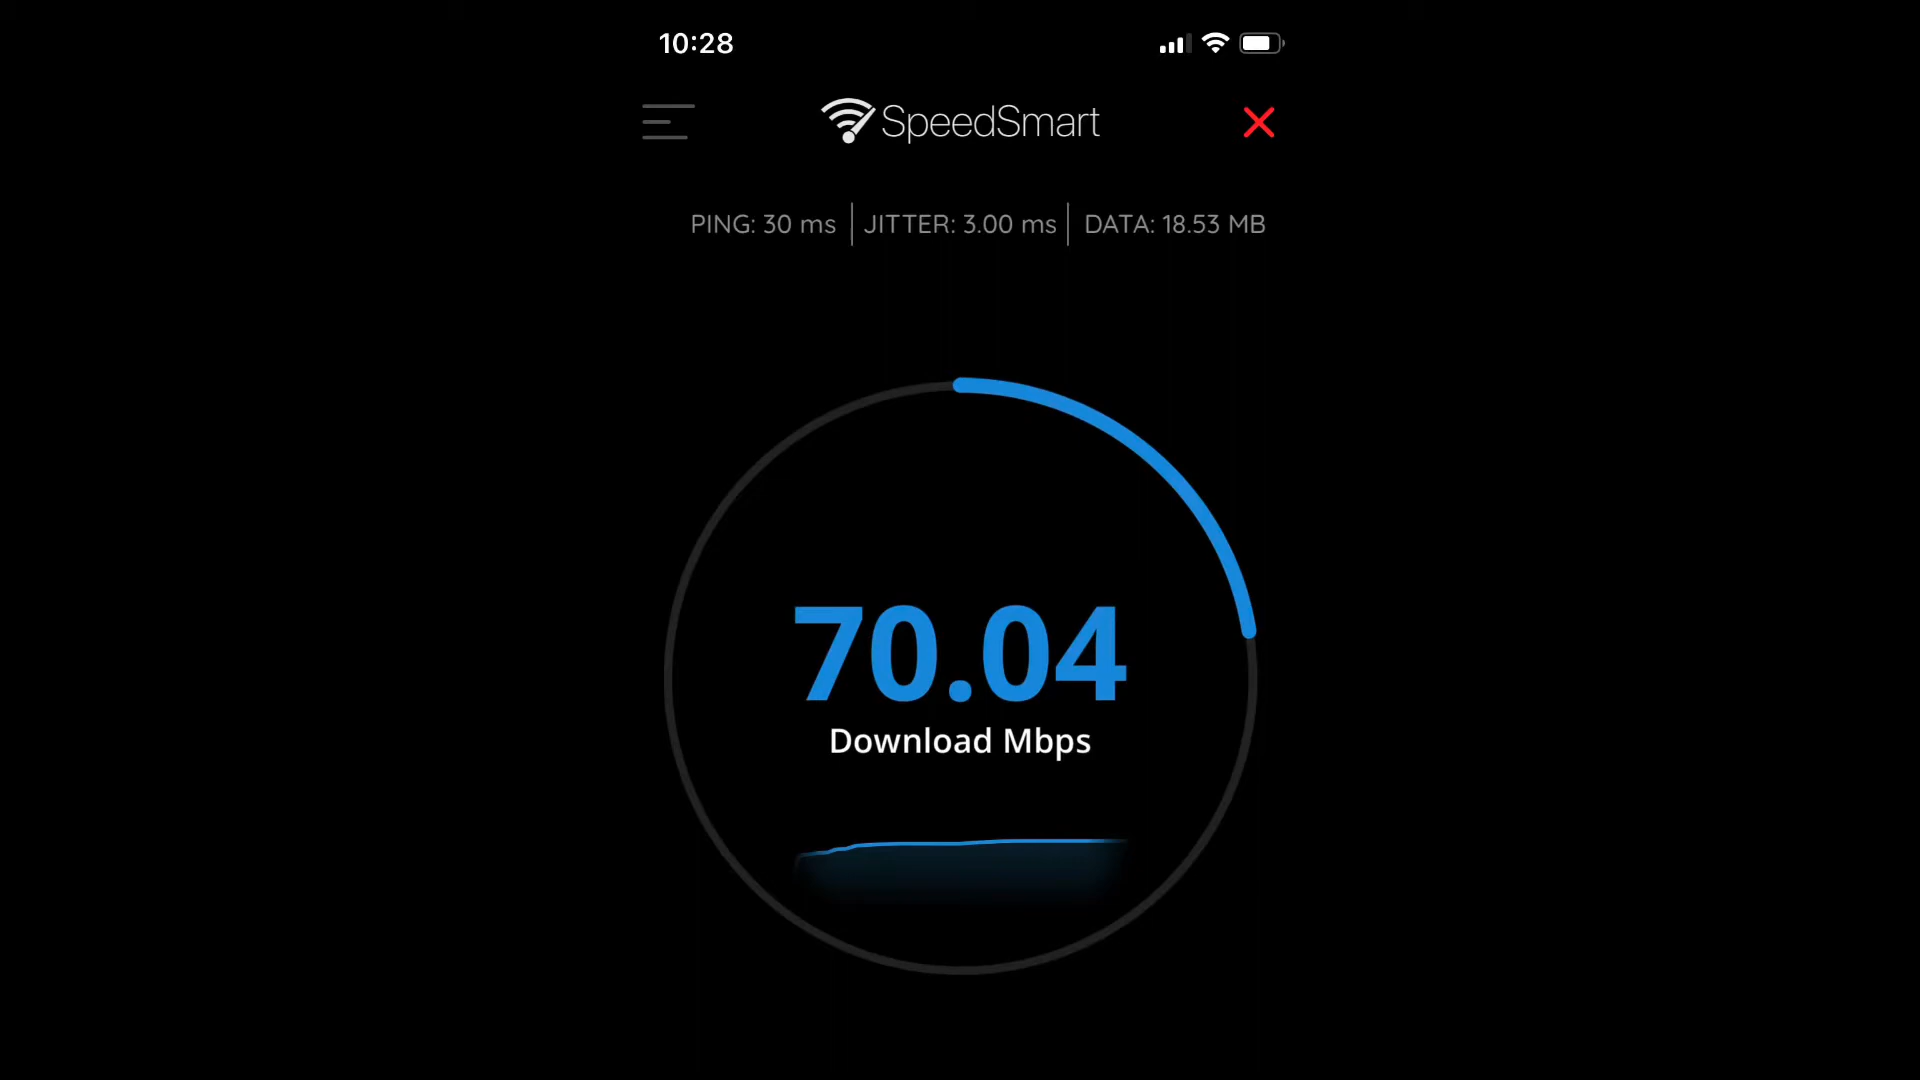 10:28
SpeedSmart
PING: 30 ms JITTER: 3.00 ms DATA: 18.53 MB
70.04
Download Mbps